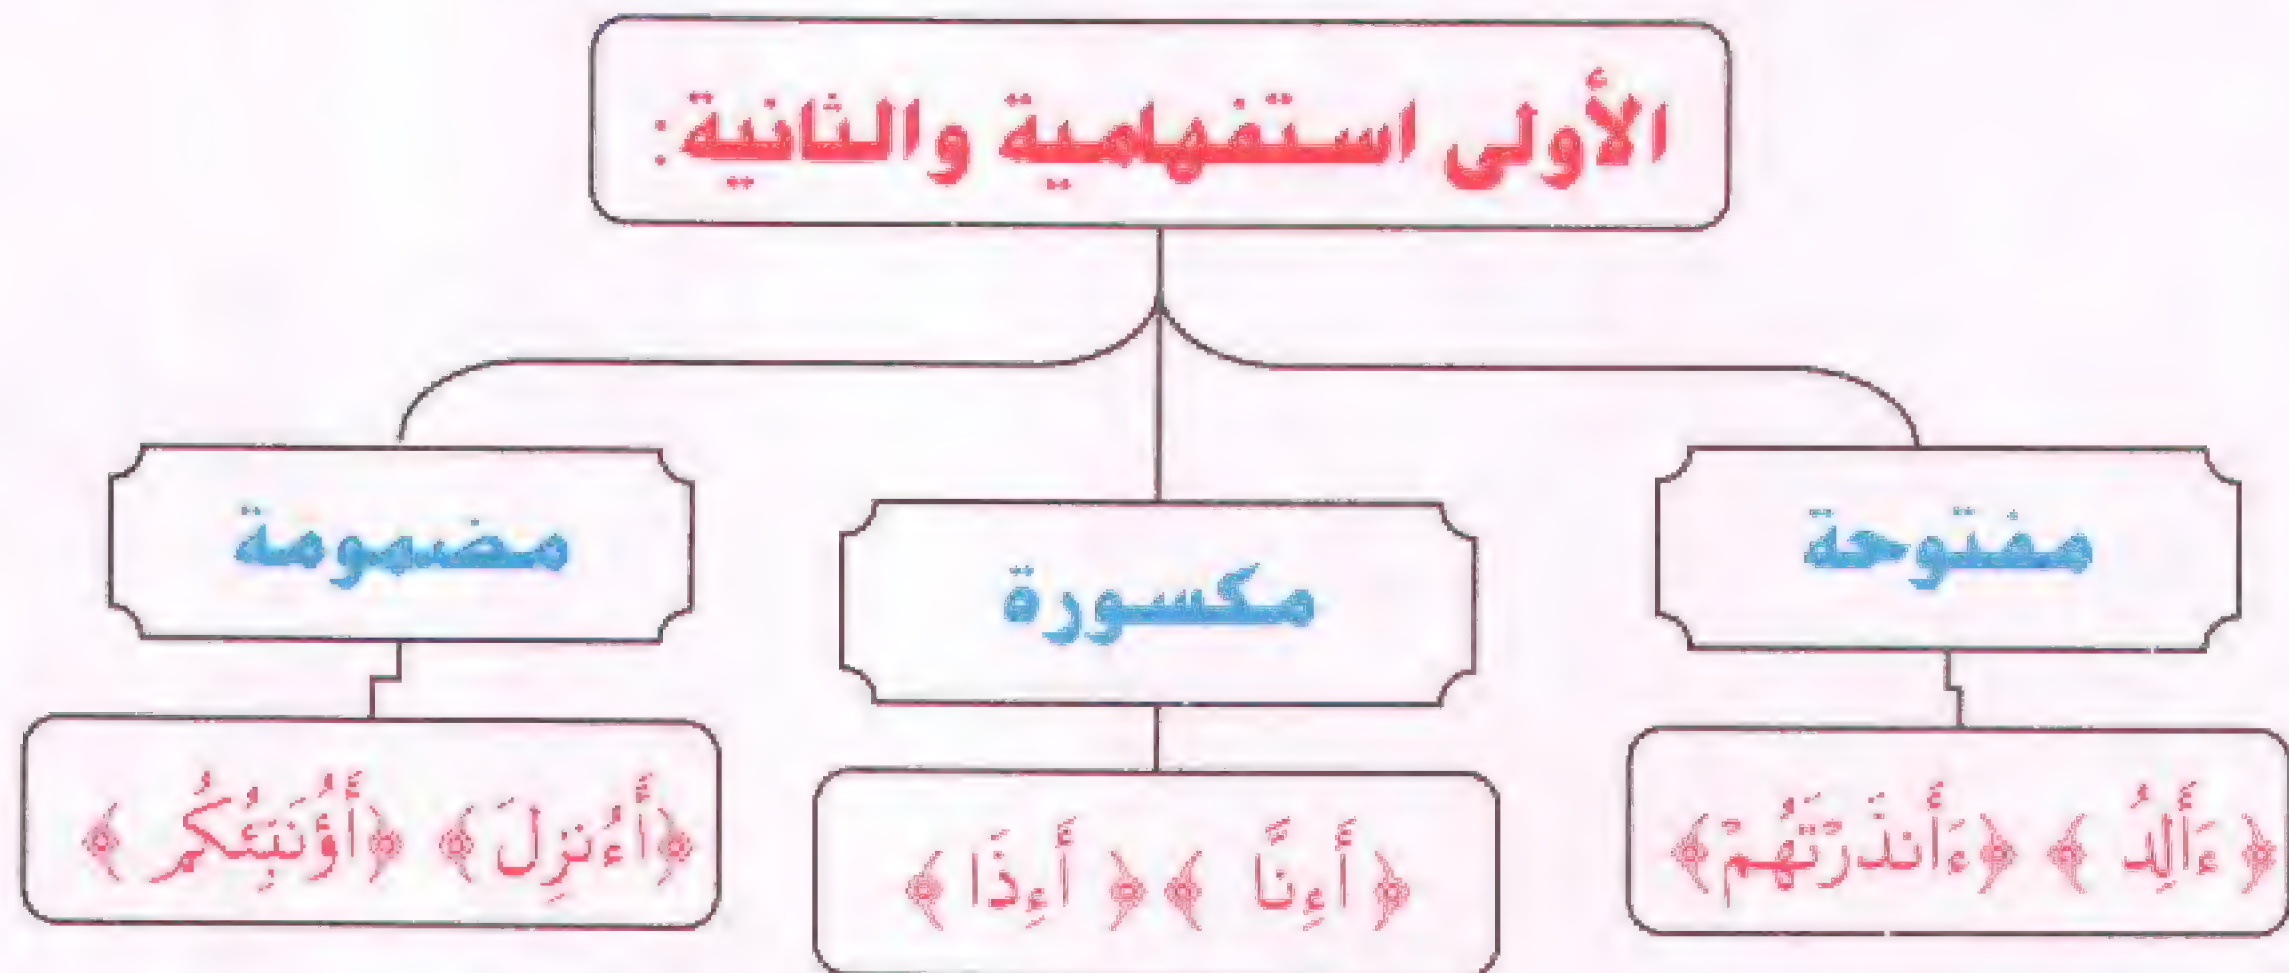 الأولى استفهامية والثانية:
مفتوحة
مكسورة
مضمومة
﴿ ءَأَلِدُ ﴾ ﴿ءَأَنذَرْتَهُمْ﴾
﴿ أَءِنَّا ﴾﴿ أَءِذَا ﴾
﴿أَءُنزِلَ﴾ ﴿أَؤُنَبِّئُكُم ﴾